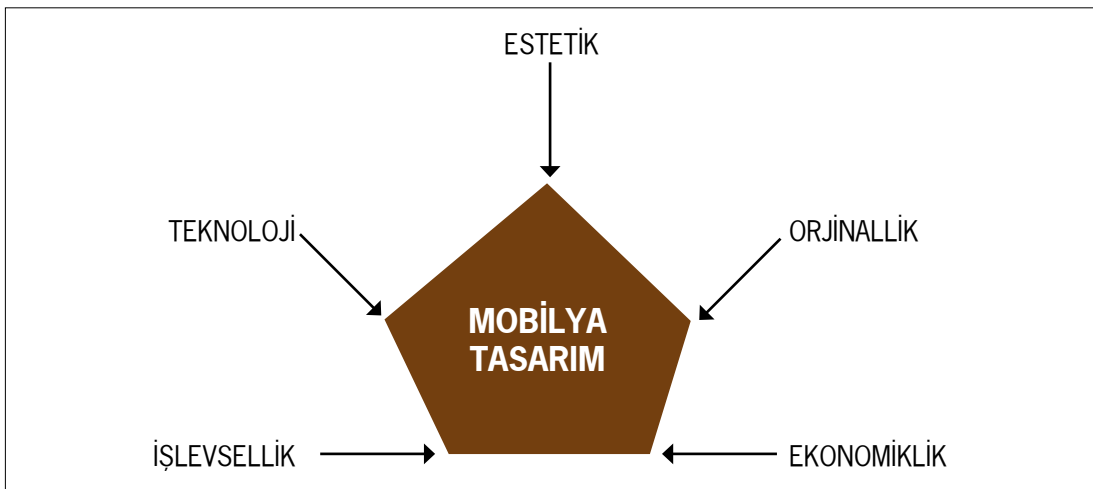 ESTETİK
TEKNOLOJİ
ORJİNALLİK
MOBİLYA
TASARIM
İŞLEVSELLİK
EKONOMİKLİK